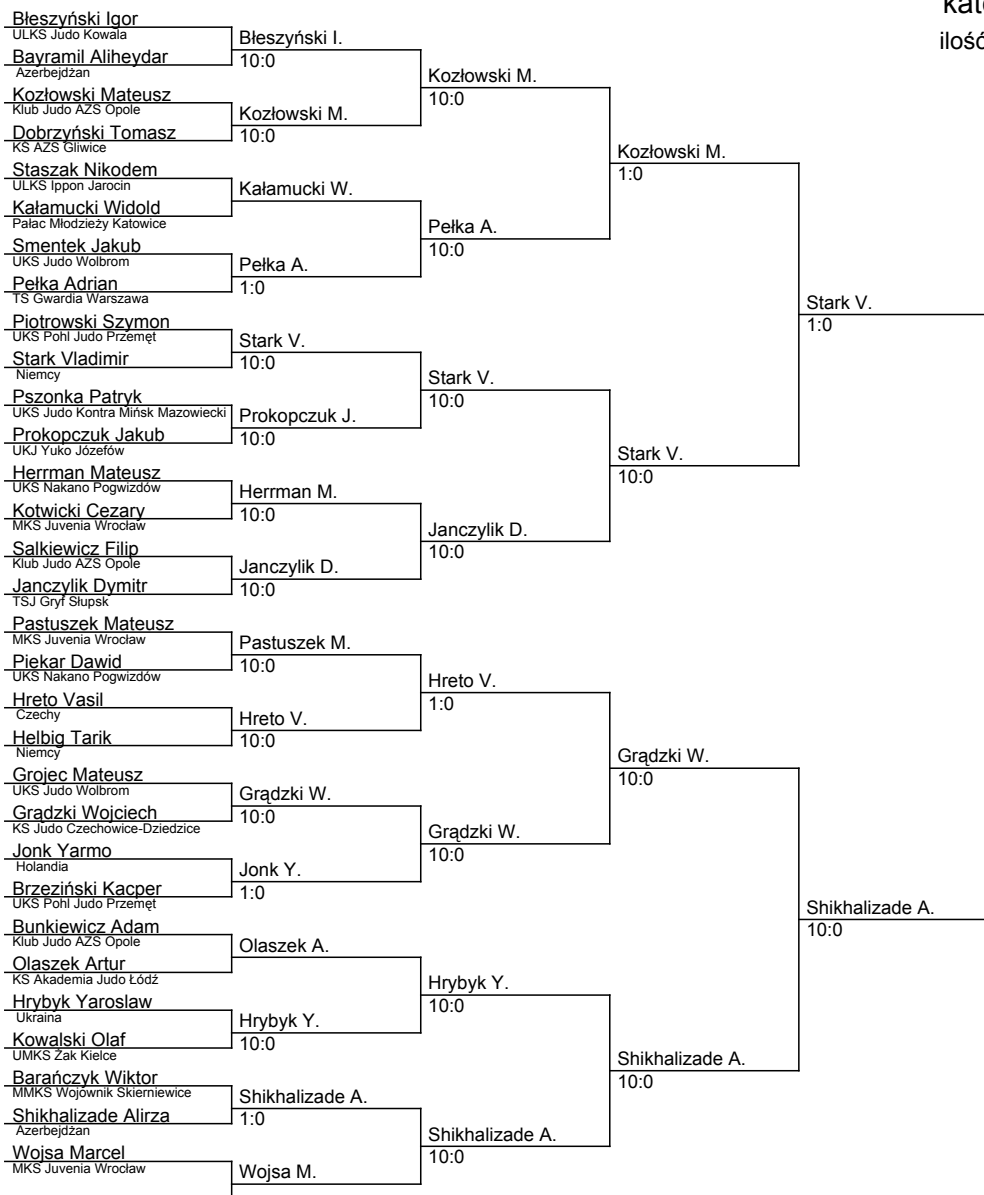 kat
ilość
Błeszyński Igor
ULKS Judo Kowala
Bayramil Aliheydar
Azerbejdżan
Kozłowski Mateusz
Klub Judo AZS Opole
Dobrzyński Tomasz
KS AZS Gliwice
Staszak Nikodem
ULKS Ippon Jarocin
Kałamucki Widold
Pałac Młodzieży Katowice
Smentek Jakub
UKS Judo Wolbrom
Pełka Adrian
TS Gwardia Warszawa
Piotrowski Szymon
UKS Pohl Judo Przemęt
Stark Vladimir
Niemcy
Pszonka Patryk
UKS Judo Kontra Mińsk Mazowiecki
Prokopczuk Jakub
UKJ Yuko Józefów
Herrman Mateusz
UKS Nakano Pogwizdów
Kotwicki Cezary
MKS Juvenia Wrocław
Salkiewicz Filip
Klub Judo AZS Opole
Janczylik Dymitr
TSJ Gryf Słupsk
Pastuszek Mateusz
MKS Juvenia Wrocław
Piekar Dawid
UKS Nakano Pogwizdów
Hreto Vasil
Czechy
Helbig Tarik
Niemcy
Grojec Mateusz
UKS Judo Wolbrom
Grądzki Wojciech
KS Judo Czechowice-Dziedzice
Jonk Yarmo
Holandia
Brzeziński Kacper
UKS Pohl Judo Przemęt
Bunkiewicz Adam
Klub Judo AZS Opole
Olaszek Artur
KS Akademia Judo Łódź
Hrybyk Yaroslaw
Ukraina
Kowalski Olaf
UMKS Żak Kielce
Barańczyk Wiktor
MMKS Wojównik Skierniewice
Shikhalizade Alirza
Azerbejdżan
Wojsa Marcel
MKS Juvenia Wrocław
Błeszyński I.
10:0
Kozłowski M.
10:0
Kałamucki W.
Pełka A.
1:0
Stark V.
10:0
Prokopczuk J.
10:0
Herrman M.
10:0
Janczylik D.
10:0
Pastuszek M.
10:0
Hreto V.
10:0
Grądzki W.
10:0
Jonk Y.
1:0
Olaszek A.
Hrybyk Y.
10:0
Shikhalizade A.
1:0
Wojsa M.
Kozłowski M.
10:0
Pełka A.
10:0
Stark V.
10:0
Janczylik D.
10:0
Hreto V.
1:0
Grądzki W.
10:0
Hrybyk Y.
10:0
Shikhalizade A.
10:0
Kozłowski M.
1:0
Stark V.
10:0
Grądzki W.
10:0
Shikhalizade A.
10:0
Stark V.
1:0
Shikhalizade A.
10:0